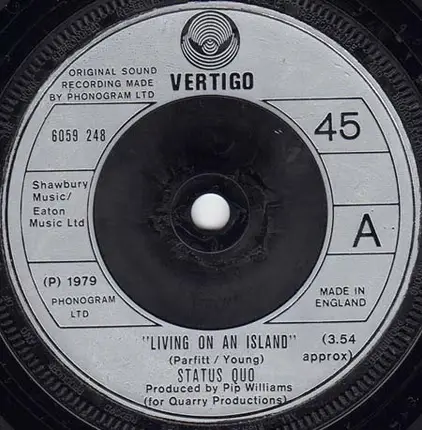 VERTIGO
ORIGINAL SOUND
RECORDING MADE
BY PHONOGRAM LTD
6059 248
45
Shawbury
Music/
Eaton
Music Ltd
A
(P) 1979
PHONOGRAM
LTD
MADE IN
ENGLAND
"LIVING ON AN ISLAND"
(3.54
approx)
(Parfitt / Young)
STATUS QUO
Produced by Pip Williams
(for Quarry Productions)